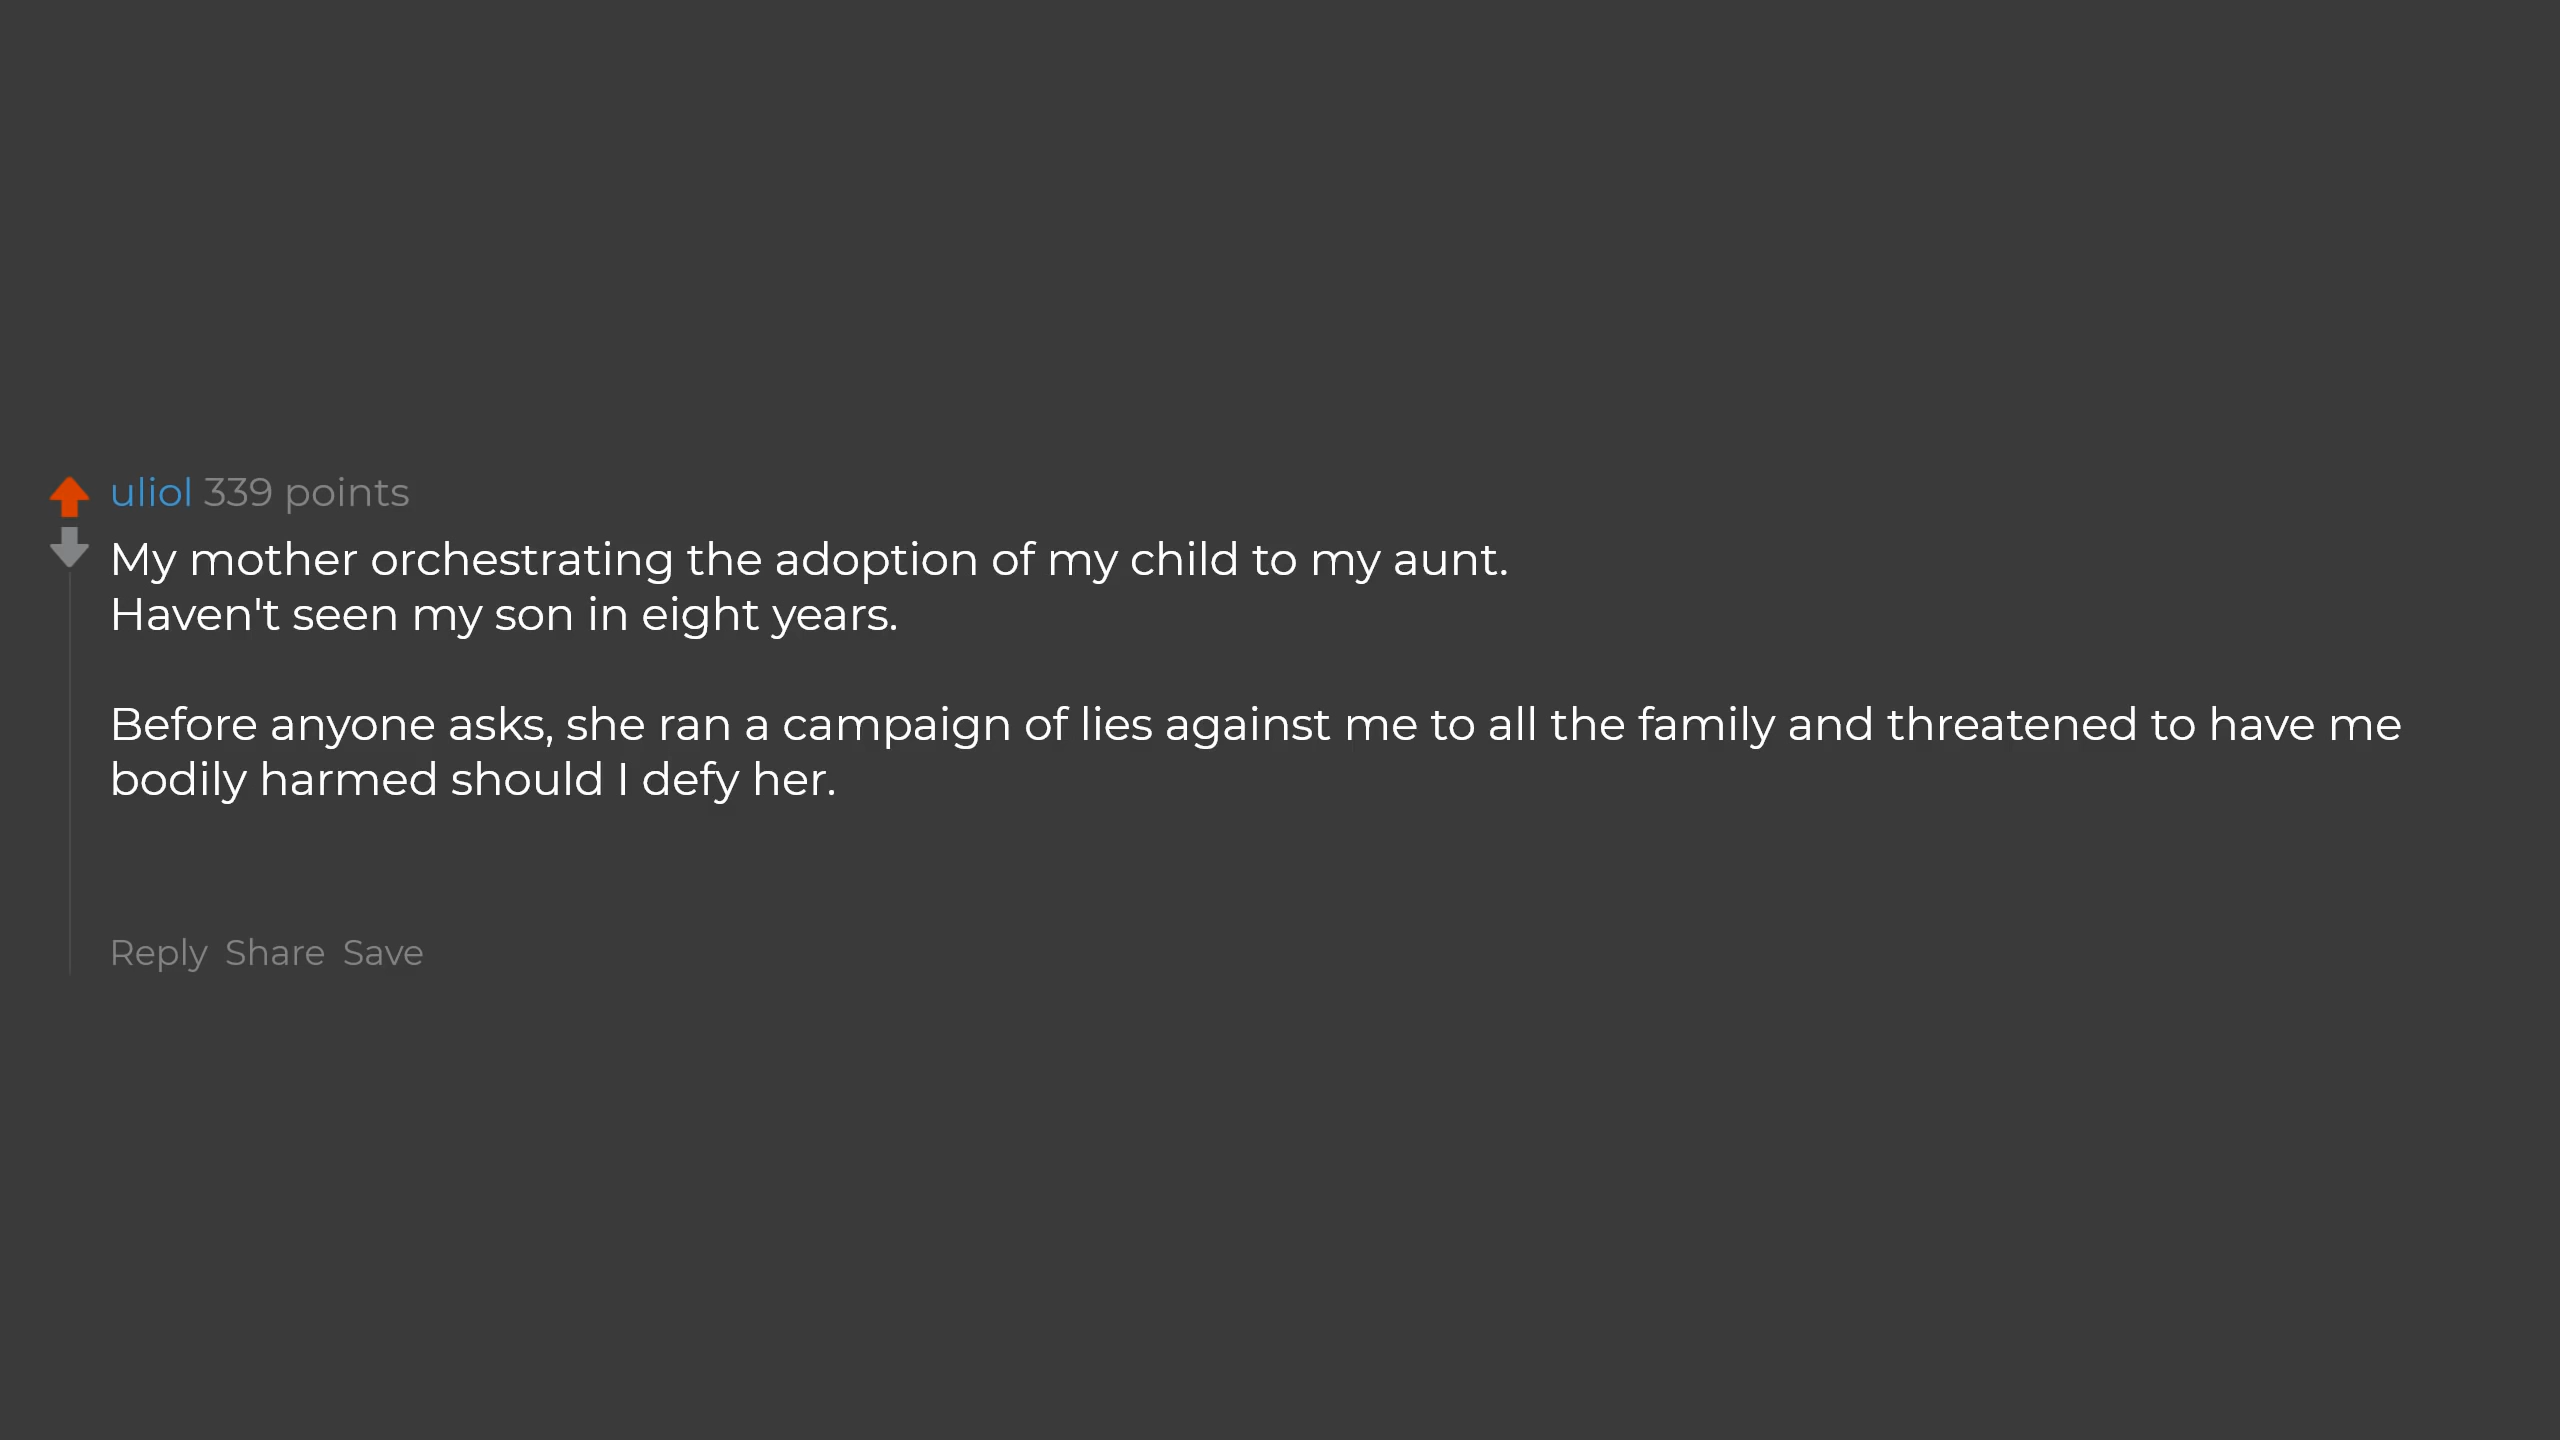 uliol 339 points
My mother orchestrating the adoption of my child to my aunt.
Haven't seen my son in eight years.
Before anyone asks, she ran a campaign of lies against me to all the family and threatened to have me
bodily harmed should I defy her.
Reply Share Save